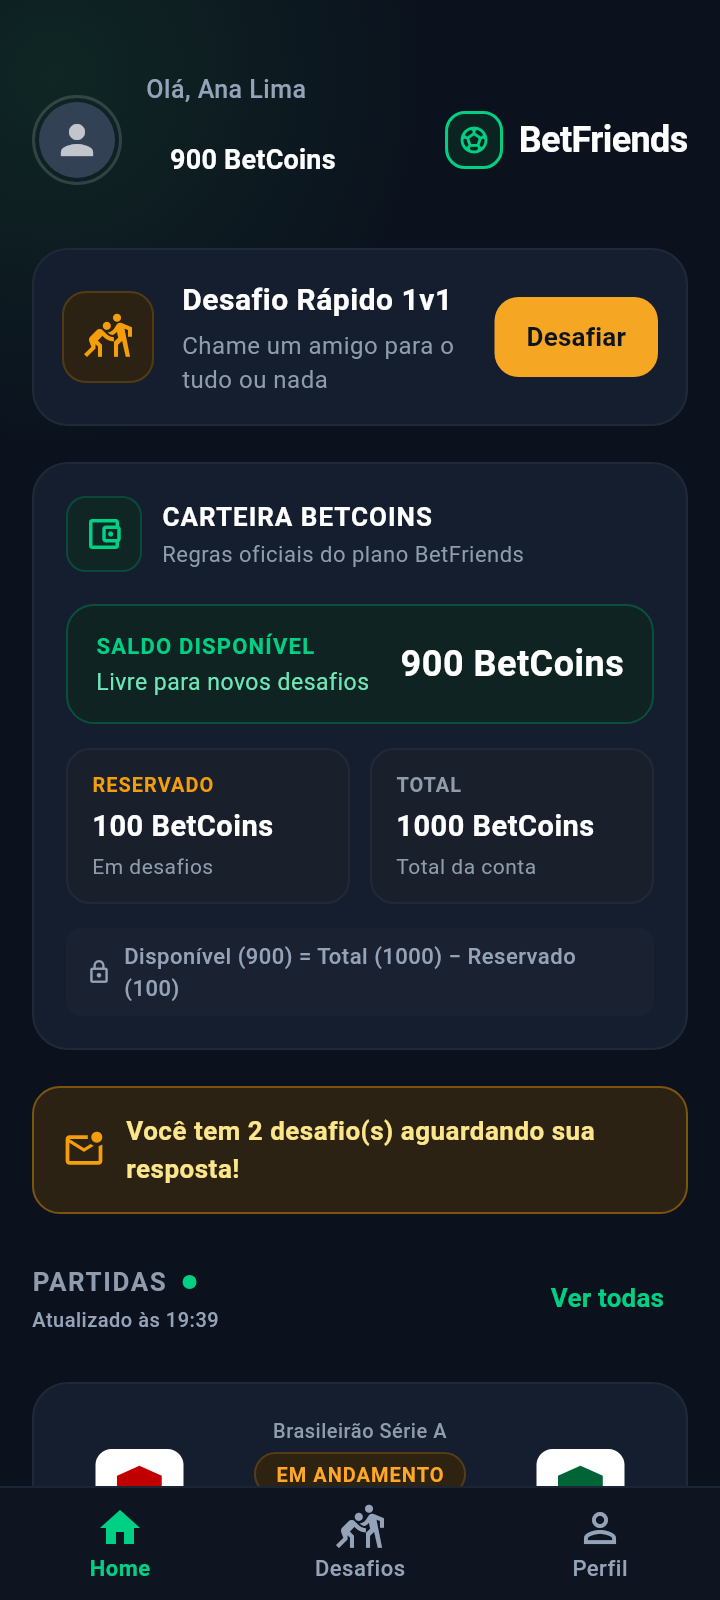 Olá, Ana Lima
900 BetCoins
BetFriends
Desafio Rápido 1v1
Chame um amigo para o
tudo ou nada
Desafiar
CARTEIRA BETCOINS
Regras oficiais do plano BetFriends
SALDO DISPONÍVEL
Livre para novos desafios
900 BetCoins
RESERVADO
100 BetCoins
Em desafios
TOTAL
1000 BetCoins
Total da conta
Disponível (900) = Total (1000) − Reservado
(100)
Você tem 2 desafio(s) aguardando sua
resposta!
PARTIDAS
Atualizado às 19:39
Ver todas
Brasileirão Série A
EM ANDAMENTO
Home
Desafios
Perfil